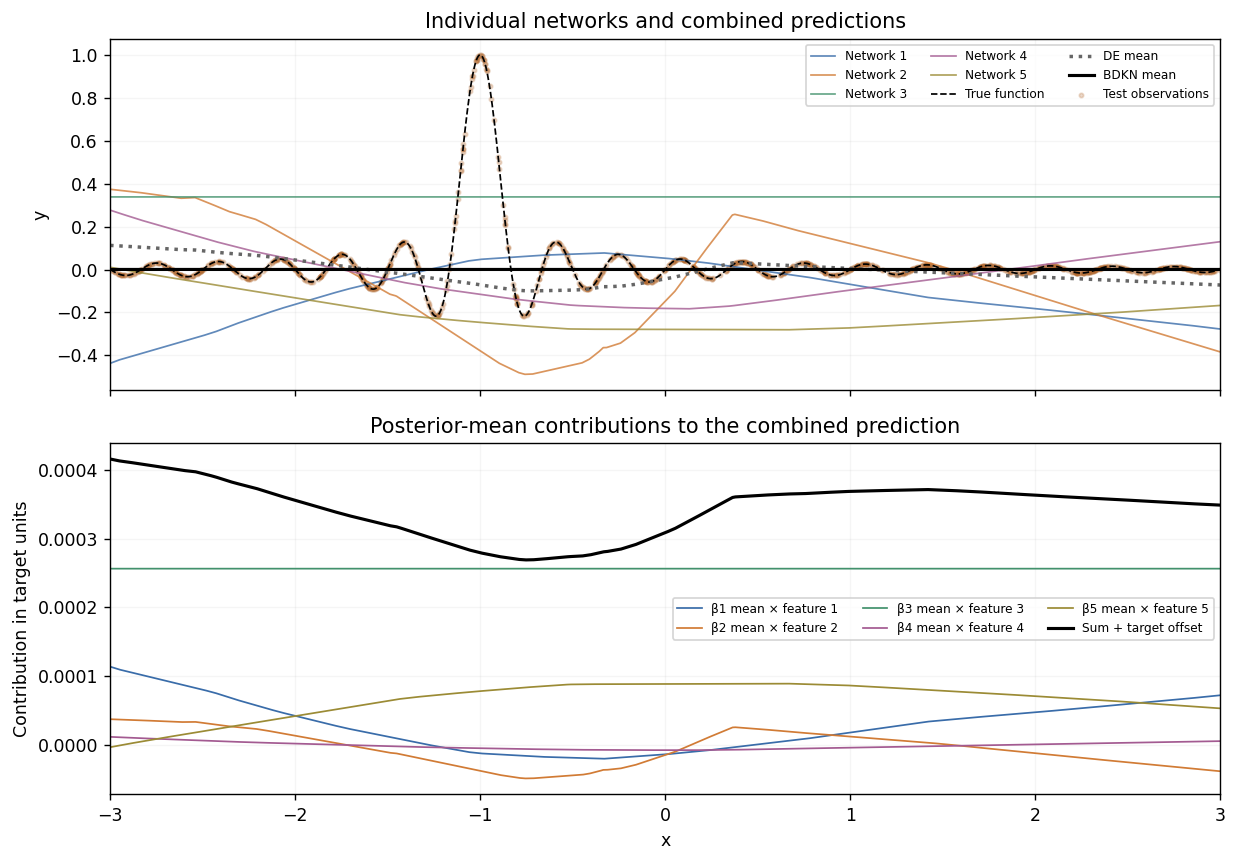 Individual networks and combined predictions
1.0
0.8
0.6
0.4
0.2
0.0
−0.2
−0.4
y
Network 1
Network 2
Network 3
Network 4
Network 5
True function
DE mean
BDKN mean
Test observations
Posterior-mean contributions to the combined prediction
0.0004
0.0003
0.0002
0.0001
0.0000
Contribution in target units
β1 mean × feature 1
β2 mean × feature 2
β3 mean × feature 3
β4 mean × feature 4
β5 mean × feature 5
Sum + target offset
−3 −2 −1 0 1 2 3
x